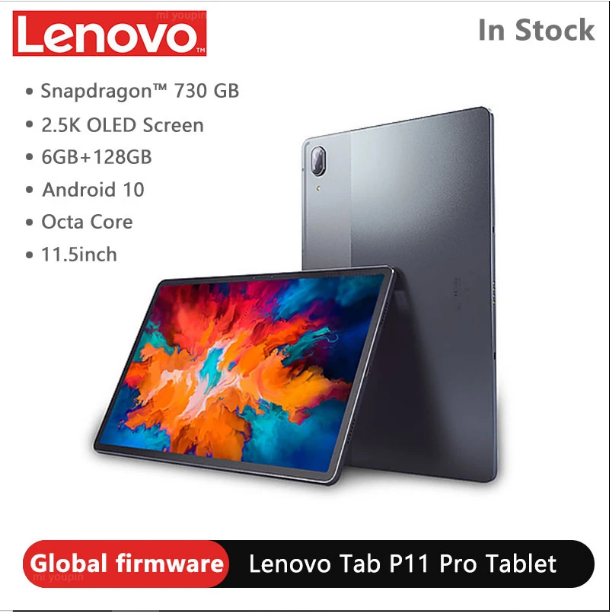 Lenovo™
mi youpin
In Stock
• Snapdragon™ 730 GB
• 2.5K OLED Screen
• 6GB+128GB
• Android 10
• Octa Core
• 11.5inch
Global firmware
Lenovo Tab P11 Pro Tablet
mi youpin